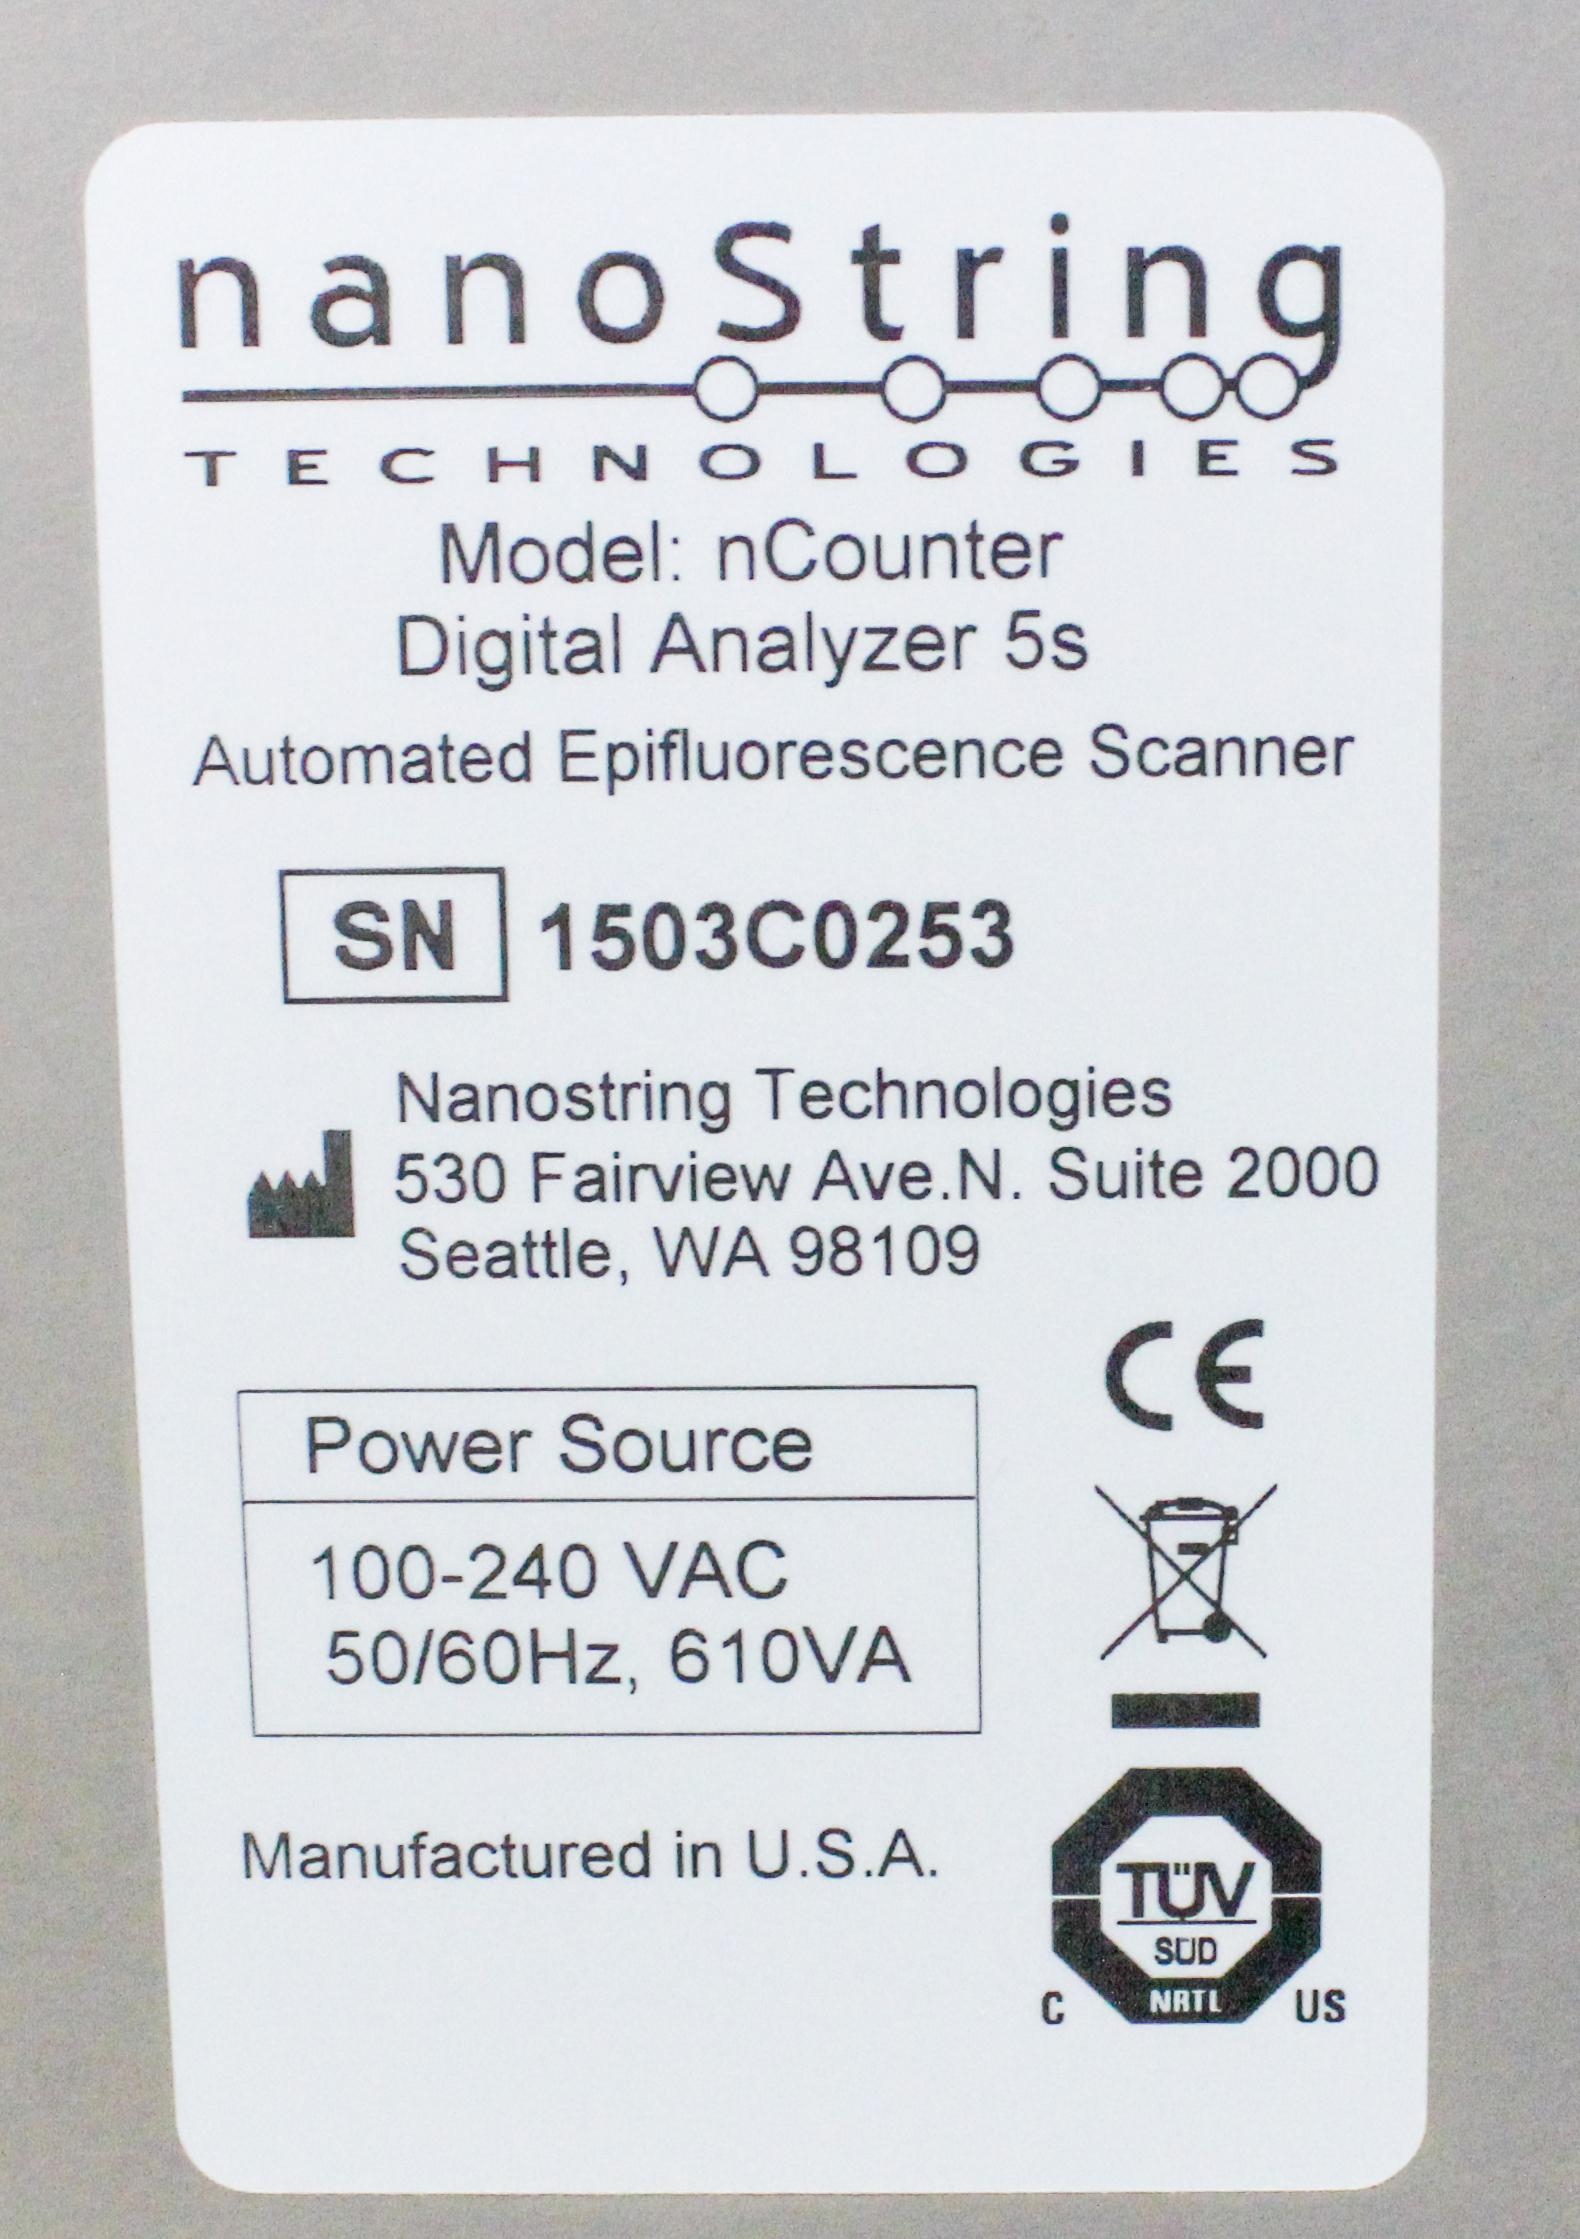 nanoString
TECHNOLOGIES
Model: nCounter
Digital Analyzer 5s
Automated Epifluorescence Scanner
SN 1503C0253
Nanostring Technologies
530 Fairview Ave.N. Suite 2000
Seattle, WA 98109
CE
Power Source
100-240 VAC
50/60Hz, 610VA
Manufactured in U.S.A.
TÜV
SÜD
C NRTL US